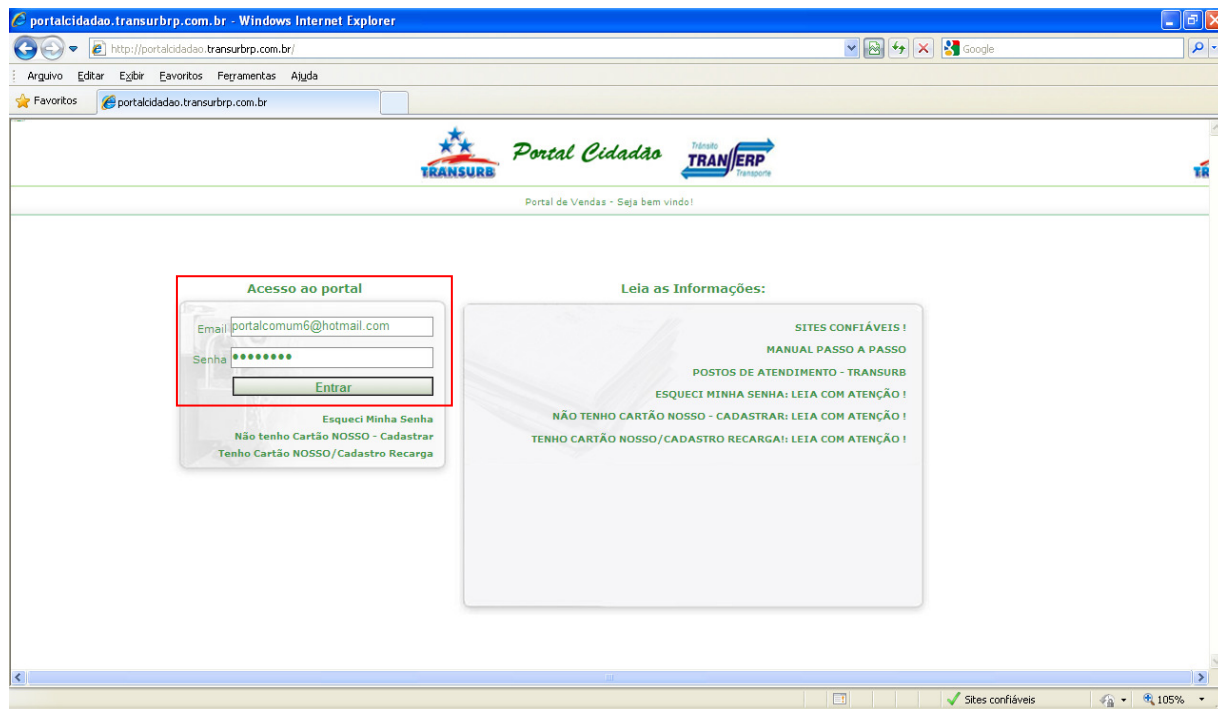 portalcidadao.transurbrp.com.br - Windows Internet Explorer
http://portalcidadao.transurbrp.com.br/
Google
Arquivo Editar Exibir Favoritos Ferramentas Ajuda
Favoritos
portalcidadao.transurbrp.com.br
TRANSURB
Portal Cidadão
Trânsito
TRANSERP
Transporte
TR
Portal de Vendas - Seja bem vindo!
Acesso ao portal
Email portalcomum6@hotmail.com
Senha ••••••••
Entrar
Esqueci Minha Senha
Não tenho Cartão NOSSO - Cadastrar
Tenho Cartão NOSSO/Cadastro Recarga
Leia as Informações:
SITES CONFIÁVEIS !
MANUAL PASSO A PASSO
POSTOS DE ATENDIMENTO - TRANSURB
ESQUECI MINHA SENHA: LEIA COM ATENÇÃO !
NÃO TENHO CARTÃO NOSSO - CADASTRAR: LEIA COM ATENÇÃO !
TENHO CARTÃO NOSSO/CADASTRO RECARGA!: LEIA COM ATENÇÃO !
Sites confiáveis
105%